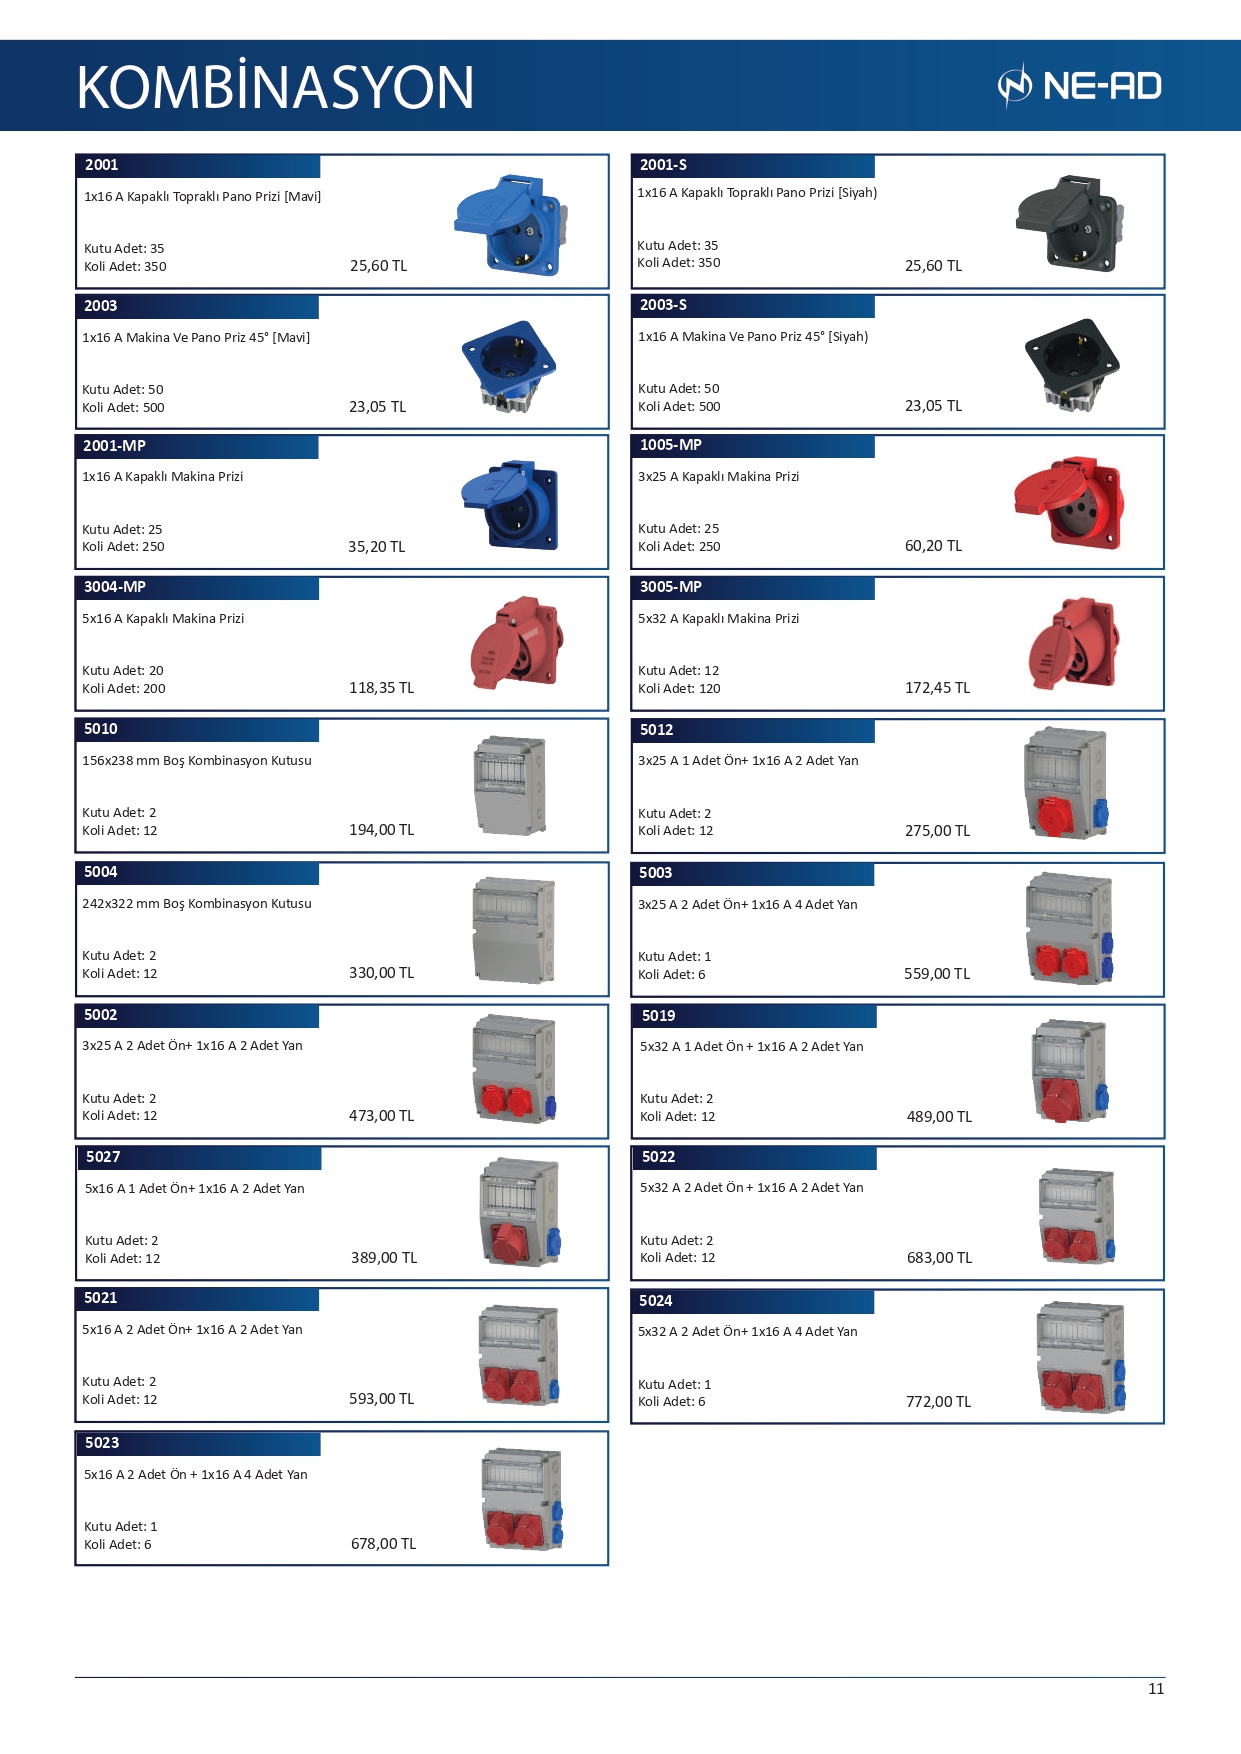 KOMBİNASYON
NE-AD
2001
1x16 A Kapaklı Topraklı Pano Prizi [Mavi]
Kutu Adet: 35
Koli Adet: 350
25,60 TL
2001-S
1x16 A Kapaklı Topraklı Pano Prizi [Siyah)
Kutu Adet: 35
Koli Adet: 350
25,60 TL
2003
1x16 A Makina Ve Pano Priz 45° [Mavi]
Kutu Adet: 50
Koli Adet: 500
23,05 TL
2003-S
1x16 A Makina Ve Pano Priz 45° [Siyah)
Kutu Adet: 50
Koli Adet: 500
23,05 TL
2001-MP
1x16 A Kapaklı Makina Prizi
Kutu Adet: 25
Koli Adet: 250
35,20 TL
1005-MP
3x25 A Kapaklı Makina Prizi
Kutu Adet: 25
Koli Adet: 250
60,20 TL
3004-MP
5x16 A Kapaklı Makina Prizi
Kutu Adet: 20
Koli Adet: 200
118,35 TL
3005-MP
5x32 A Kapaklı Makina Prizi
Kutu Adet: 12
Koli Adet: 120
172,45 TL
5010
156x238 mm Boş Kombinasyon Kutusu
Kutu Adet: 2
Koli Adet: 12
194,00 TL
5012
3x25 A 1 Adet Ön+ 1x16 A 2 Adet Yan
Kutu Adet: 2
Koli Adet: 12
275,00 TL
5004
242x322 mm Boş Kombinasyon Kutusu
Kutu Adet: 2
Koli Adet: 12
330,00 TL
5003
3x25 A 2 Adet Ön+ 1x16 A 4 Adet Yan
Kutu Adet: 1
Koli Adet: 6
559,00 TL
5002
3x25 A 2 Adet Ön+ 1x16 A 2 Adet Yan
Kutu Adet: 2
Koli Adet: 12
473,00 TL
5019
5x32 A 1 Adet Ön + 1x16 A 2 Adet Yan
Kutu Adet: 2
Koli Adet: 12
489,00 TL
5027
5x16 A 1 Adet Ön+ 1x16 A 2 Adet Yan
Kutu Adet: 2
Koli Adet: 12
389,00 TL
5022
5x32 A 2 Adet Ön + 1x16 A 2 Adet Yan
Kutu Adet: 2
Koli Adet: 12
683,00 TL
5021
5x16 A 2 Adet Ön+ 1x16 A 2 Adet Yan
Kutu Adet: 2
Koli Adet: 12
593,00 TL
5024
5x32 A 2 Adet Ön+ 1x16 A 4 Adet Yan
Kutu Adet: 1
Koli Adet: 6
772,00 TL
5023
5x16 A 2 Adet Ön + 1x16 A 4 Adet Yan
Kutu Adet: 1
Koli Adet: 6
678,00 TL
11